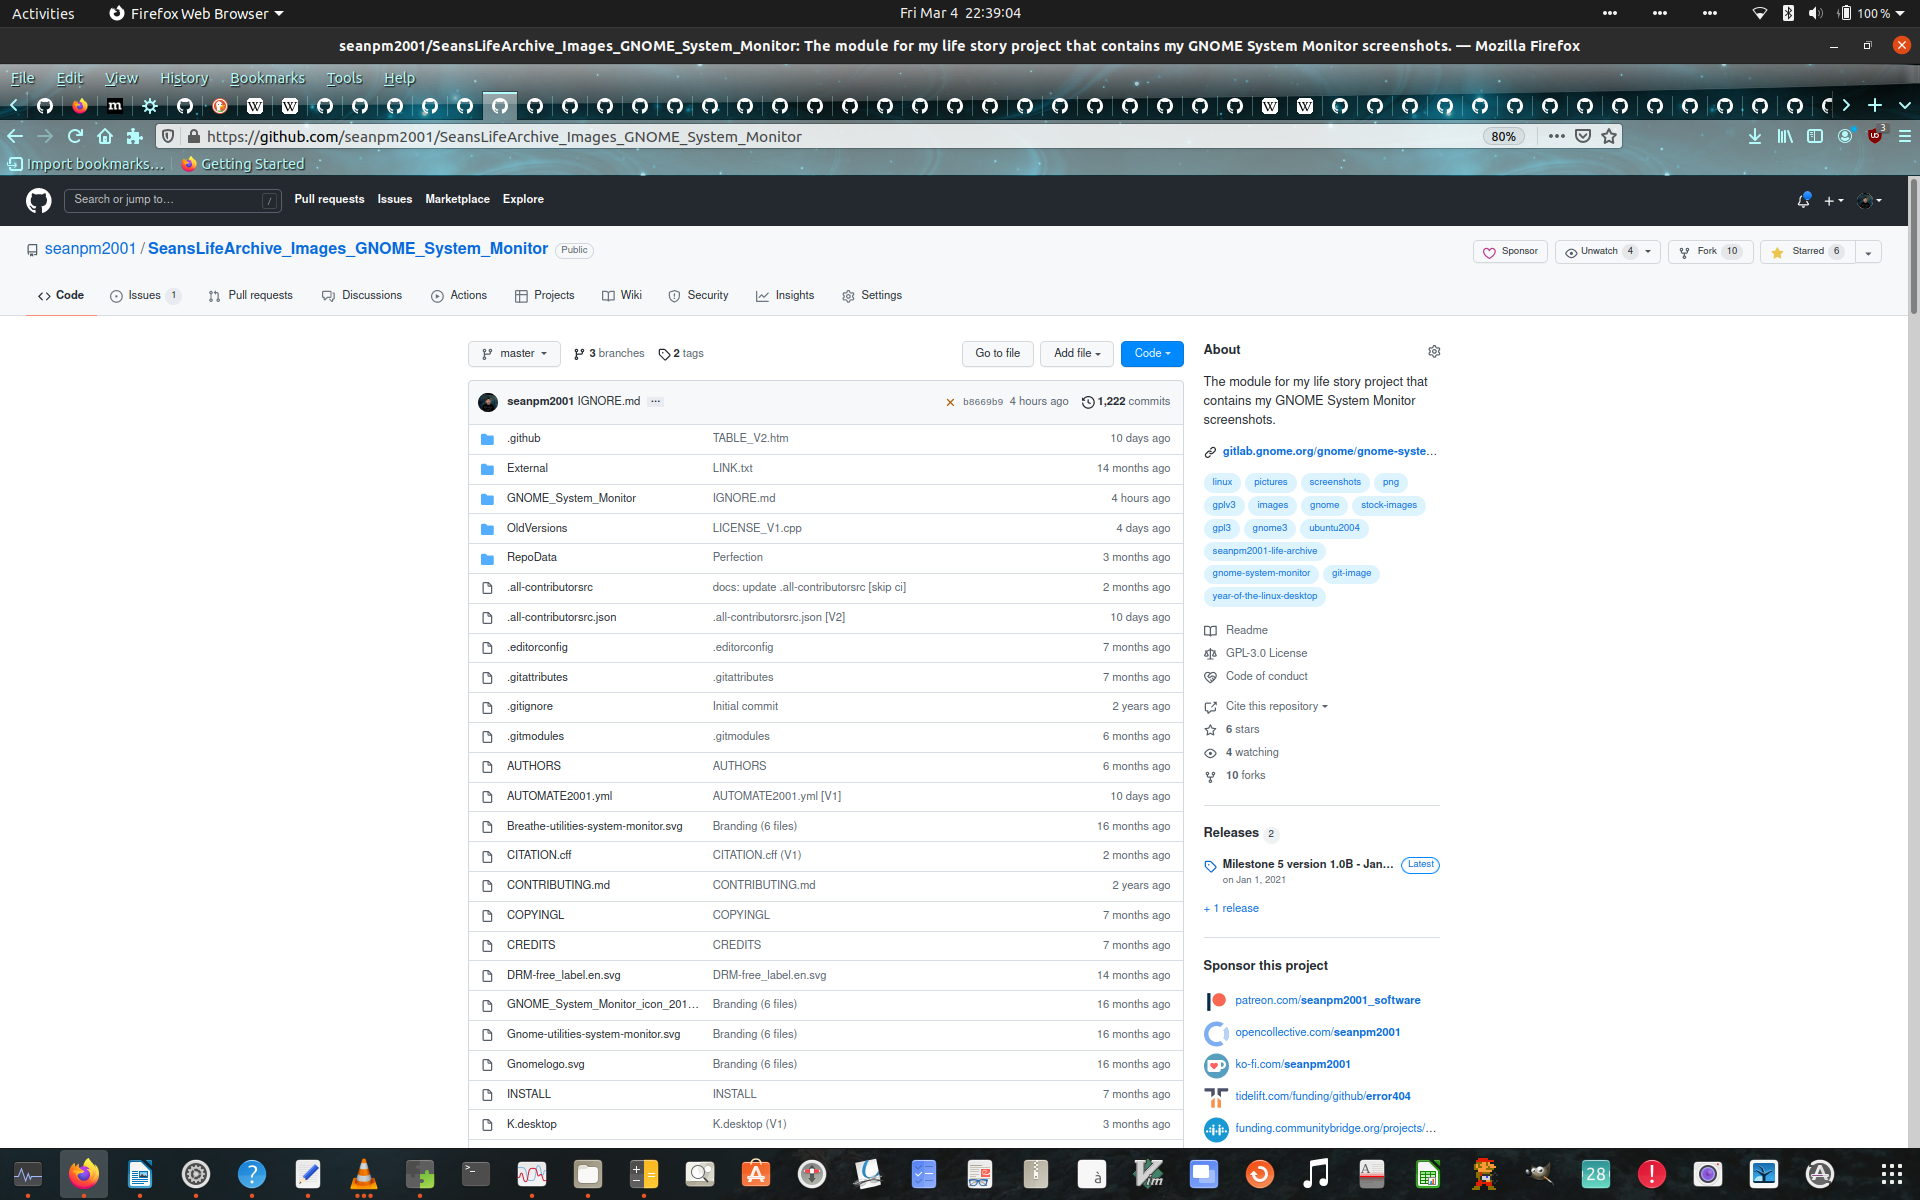 Activities Firefox Web Browser Fri Mar 4 22:39:04 100 %
seanpm2001/SeansLifeArchive_Images_GNOME_System_Monitor: The module for my life story project that contains my GNOME System Monitor screenshots. — Mozilla Firefox
File Edit View History Bookmarks Tools Help
https://github.com/seanpm2001/SeansLifeArchive_Images_GNOME_System_Monitor 80% 3
Import bookmarks... Getting Started
Search or jump to... / Pull requests Issues Marketplace Explore
seanpm2001 / SeansLifeArchive_Images_GNOME_System_Monitor Public Sponsor Unwatch 4 Fork 10 Starred 6
Code Issues 1 Pull requests Discussions Actions Projects Wiki Security Insights Settings
master 3 branches 2 tags Go to file Add file Code
seanpm2001 IGNORE.md ... b8669b9 4 hours ago 1,222 commits
.github TABLE_V2.htm 10 days ago
External LINK.txt 14 months ago
GNOME_System_Monitor IGNORE.md 4 hours ago
OldVersions LICENSE_V1.cpp 4 days ago
RepoData Perfection 3 months ago
.all-contributorsrc docs: update .all-contributorsrc [skip ci] 2 months ago
.all-contributorsrc.json .all-contributorsrc.json [V2] 10 days ago
.editorconfig .editorconfig 7 months ago
.gitattributes .gitattributes 7 months ago
.gitignore Initial commit 2 years ago
.gitmodules .gitmodules 6 months ago
AUTHORS AUTHORS 6 months ago
AUTOMATE2001.yml AUTOMATE2001.yml [V1] 10 days ago
Breathe-utilities-system-monitor.svg Branding (6 files) 16 months ago
CITATION.cff CITATION.cff (V1) 2 months ago
CONTRIBUTING.md CONTRIBUTING.md 2 years ago
COPYINGL COPYINGL 7 months ago
CREDITS CREDITS 7 months ago
DRM-free_label.en.svg DRM-free_label.en.svg 14 months ago
GNOME_System_Monitor_icon_201... Branding (6 files) 16 months ago
Gnome-utilities-system-monitor.svg Branding (6 files) 16 months ago
Gnomelogo.svg Branding (6 files) 16 months ago
INSTALL INSTALL 7 months ago
K.desktop K.desktop (V1) 3 months ago
About
The module for my life story project that
contains my GNOME System Monitor
screenshots.
gitlab.gnome.org/gnome/gnome-syste...
linux pictures screenshots png
gplv3 images gnome stock-images
gpl3 gnome3 ubuntu2004
seanpm2001-life-archive
gnome-system-monitor git-image
year-of-the-linux-desktop
Readme
GPL-3.0 License
Code of conduct
Cite this repository
6 stars
4 watching
10 forks
Releases 2
Milestone 5 version 1.0B - Jan... Latest
on Jan 1, 2021
+ 1 release
Sponsor this project
patreon.com/seanpm2001_software
opencollective.com/seanpm2001
ko-fi.com/seanpm2001
tidelift.com/funding/github/error404
funding.communitybridge.org/projects/...
28